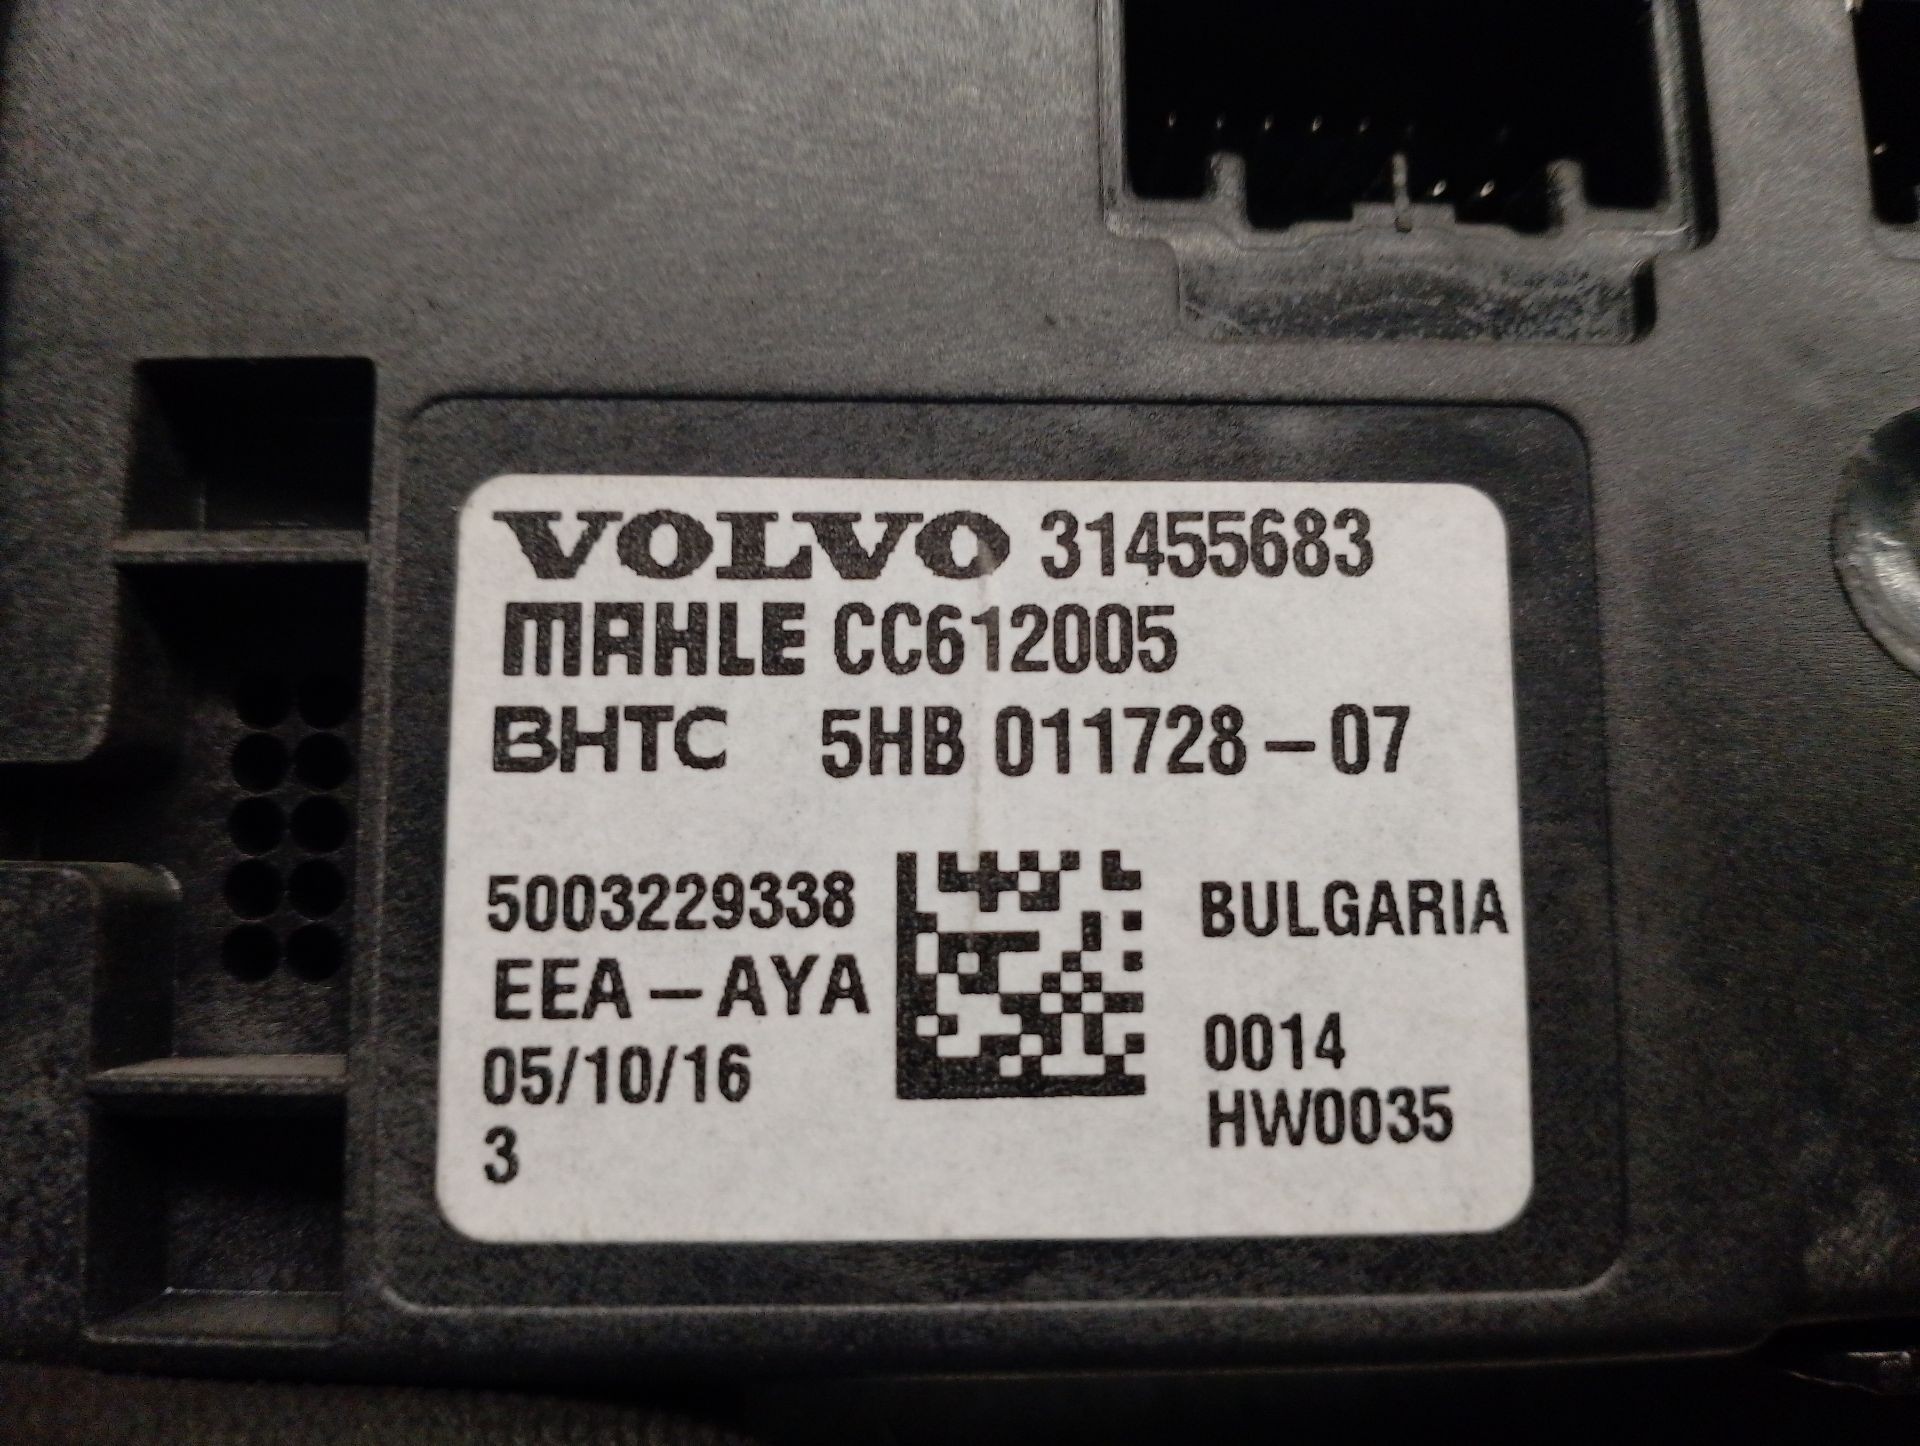 VOLVO 31455683
MAHLE CC612005
BHTC 5HB 011728-07
5003229338
EEA-AYA
05/10/16
3
BULGARIA
0014
HW0035